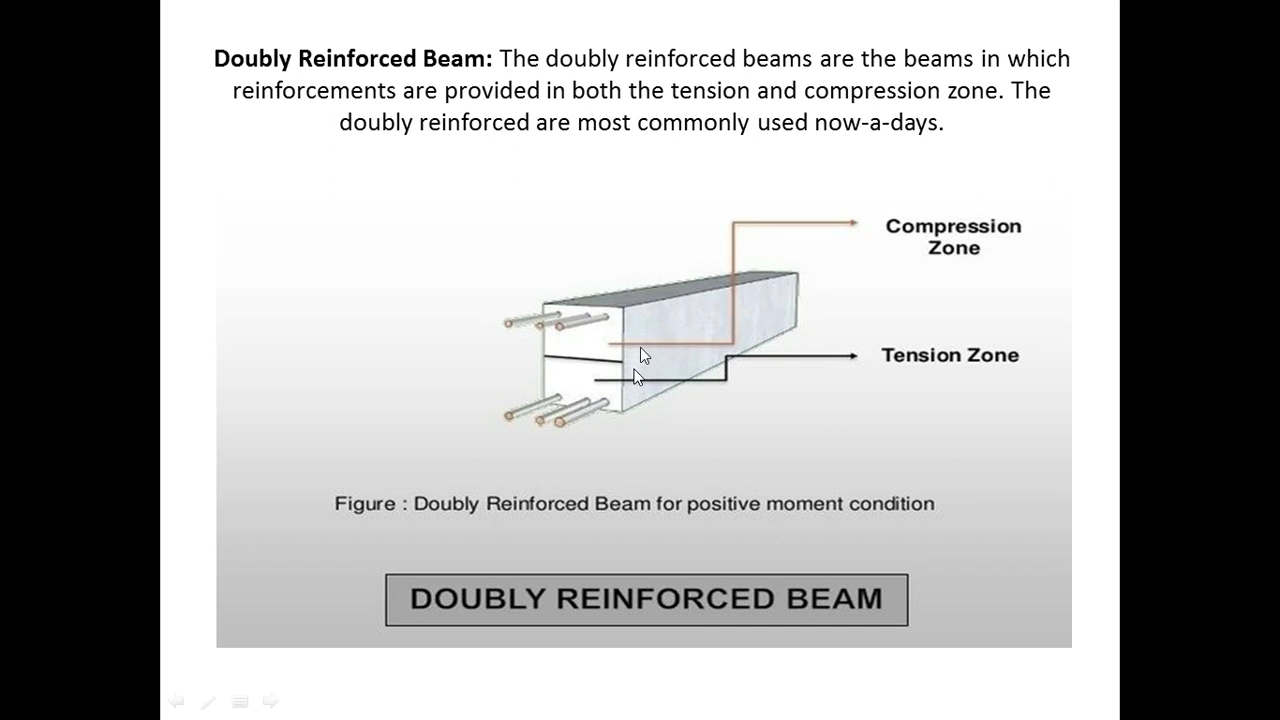 Doubly Reinforced Beam: The doubly reinforced beams are the beams in which
reinforcements are provided in both the tension and compression zone. The
doubly reinforced are most commonly used now-a-days.
Compression
Zone
Tension Zone
Figure : Doubly Reinforced Beam for positive moment condition
DOUBLY REINFORCED BEAM